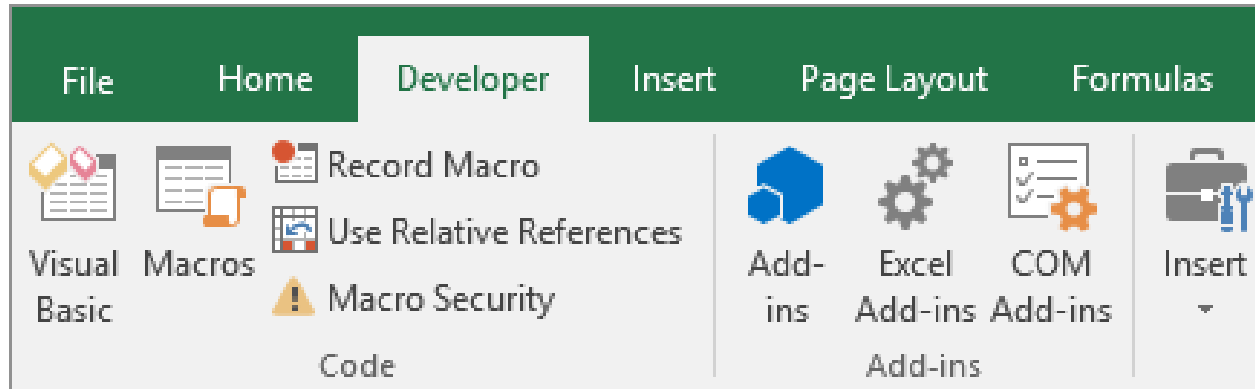 File Home Developer Insert Page Layout Formulas
Record Macro
Use Relative References
Macro Security
Visual
Basic
Macros
Code
Add-
ins
Excel
Add-ins
COM
Add-ins
Add-ins
Insert